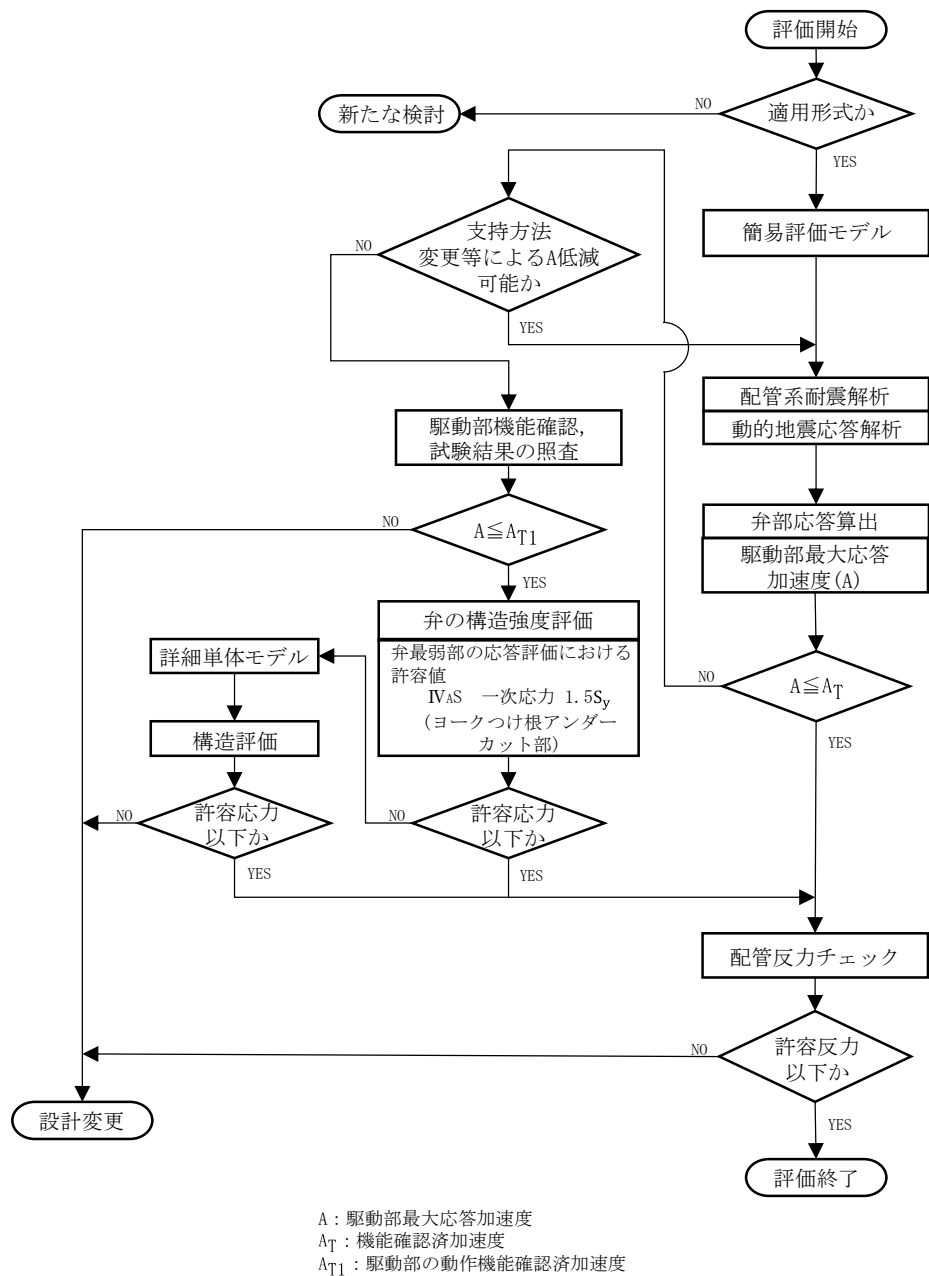 評価開始
適用形式か
NO
YES
新たな検討
簡易評価モデル
支持方法
変更等によるA低減
可能か
NO
YES
配管系耐震解析
動的地震応答解析
駆動部機能確認,
試験結果の照査
弁部応答算出
駆動部最大応答
加速度(A)
A≦AT1
NO
YES
弁の構造強度評価
弁最弱部の応答評価における
許容値
ⅣAS 一次応力 1.5Sy
(ヨークつけ根アンダー
カット部)
A≦AT
NO
YES
詳細単体モデル
構造評価
許容応力
以下か
NO
YES
許容応力
以下か
NO
YES
配管反力チェック
許容反力
以下か
NO
YES
設計変更
評価終了
A:駆動部最大応答加速度
AT:機能確認済加速度
AT1:駆動部の動作機能確認済加速度